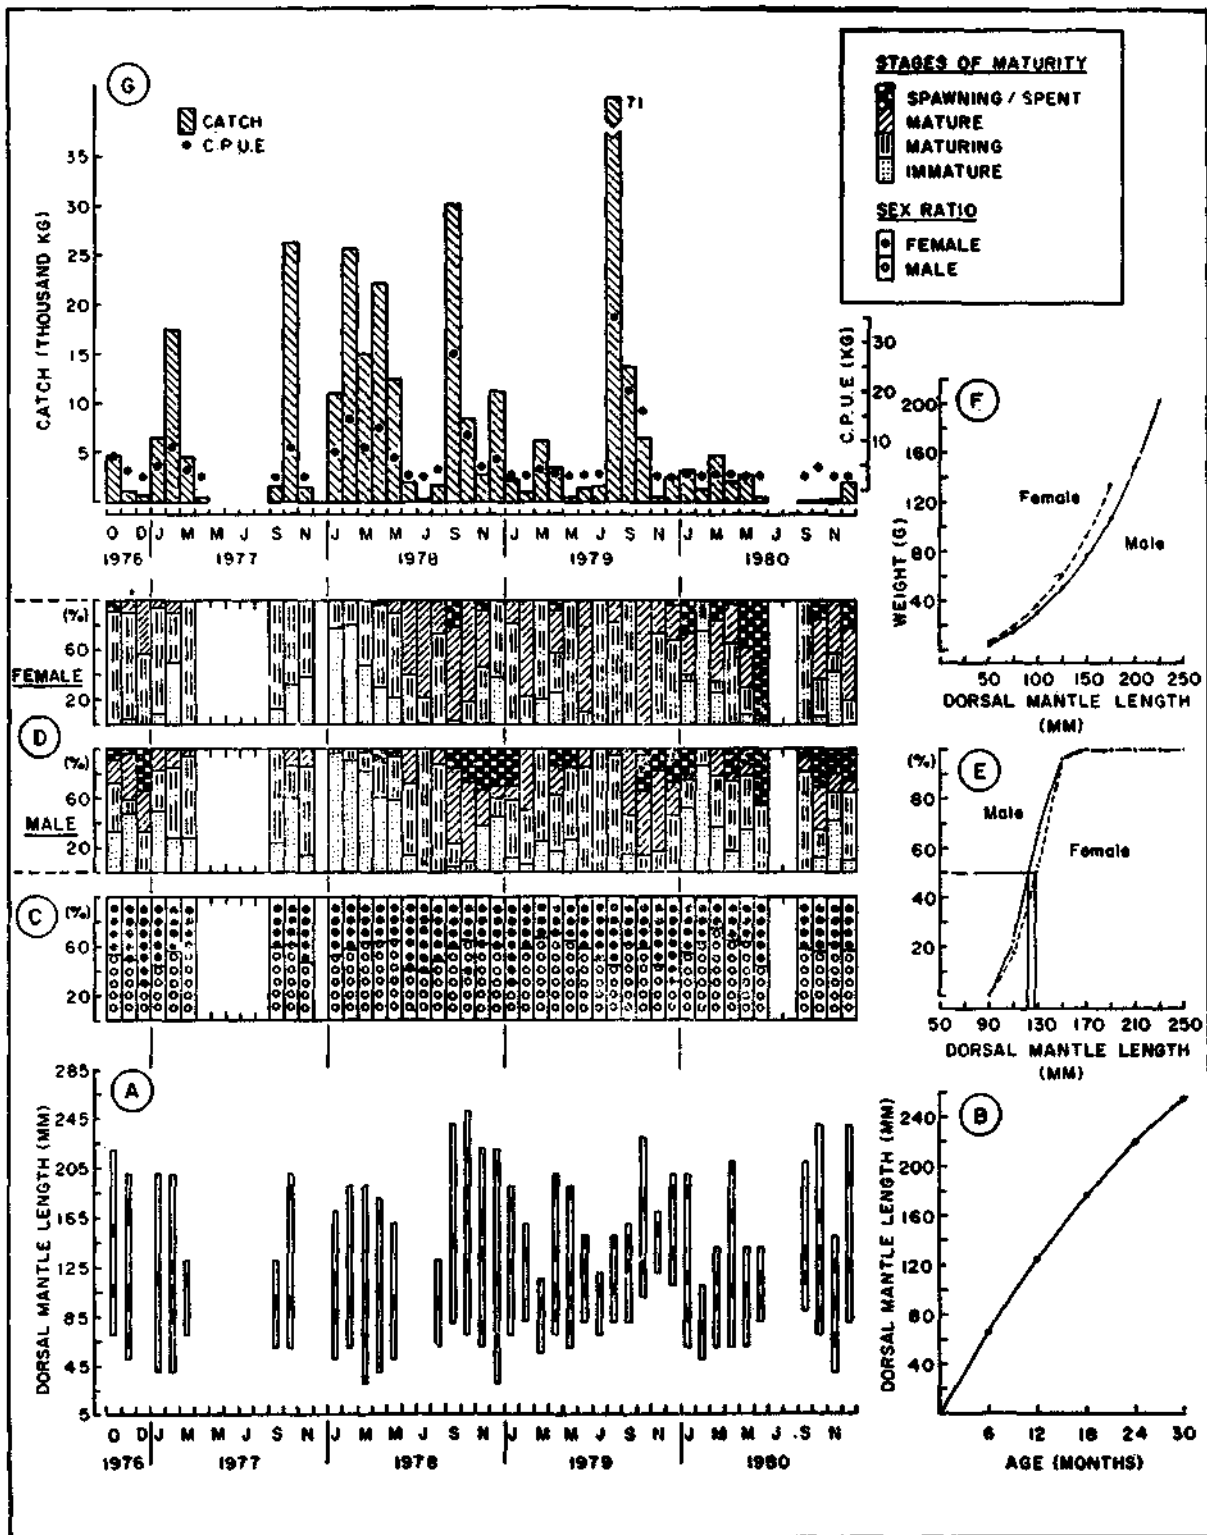 G
CATCH
C.P.U.E
71
CATCH (THOUSAND KG)
35
30
25
20
15
10
5
C.P.U.E (KG)
30
20
10
O D J M S N J M M J S N J M M J S N J M M J S N
1976 1977 1978 1979 1980
STAGES OF MATURITY
SPAWNING / SPENT
MATURE
MATURING
IMMATURE
SEX RATIO
FEMALE
MALE
F
WEIGHT (G)
200
160
120
80
40
Female
Male
50 100 150 200 250
DORSAL MANTLE LENGTH
(MM)
D
FEMALE
(%)
60
20
MALE
(%)
60
20
C
(%)
60
20
E
(%)
80
60
40
20
Male
Female
50 90 130 170 210 250
DORSAL MANTLE LENGTH
(MM)
A
DORSAL MANTLE LENGTH (MM)
285
245
205
165
125
85
45
5
O D J M M J S N J M M J S N J M M J S N J M M J S N
1976 1977 1978 1979 1980
B
DORSAL MANTLE LENGTH (MM)
240
200
160
120
80
40
6 12 18 24 30
AGE (MONTHS)